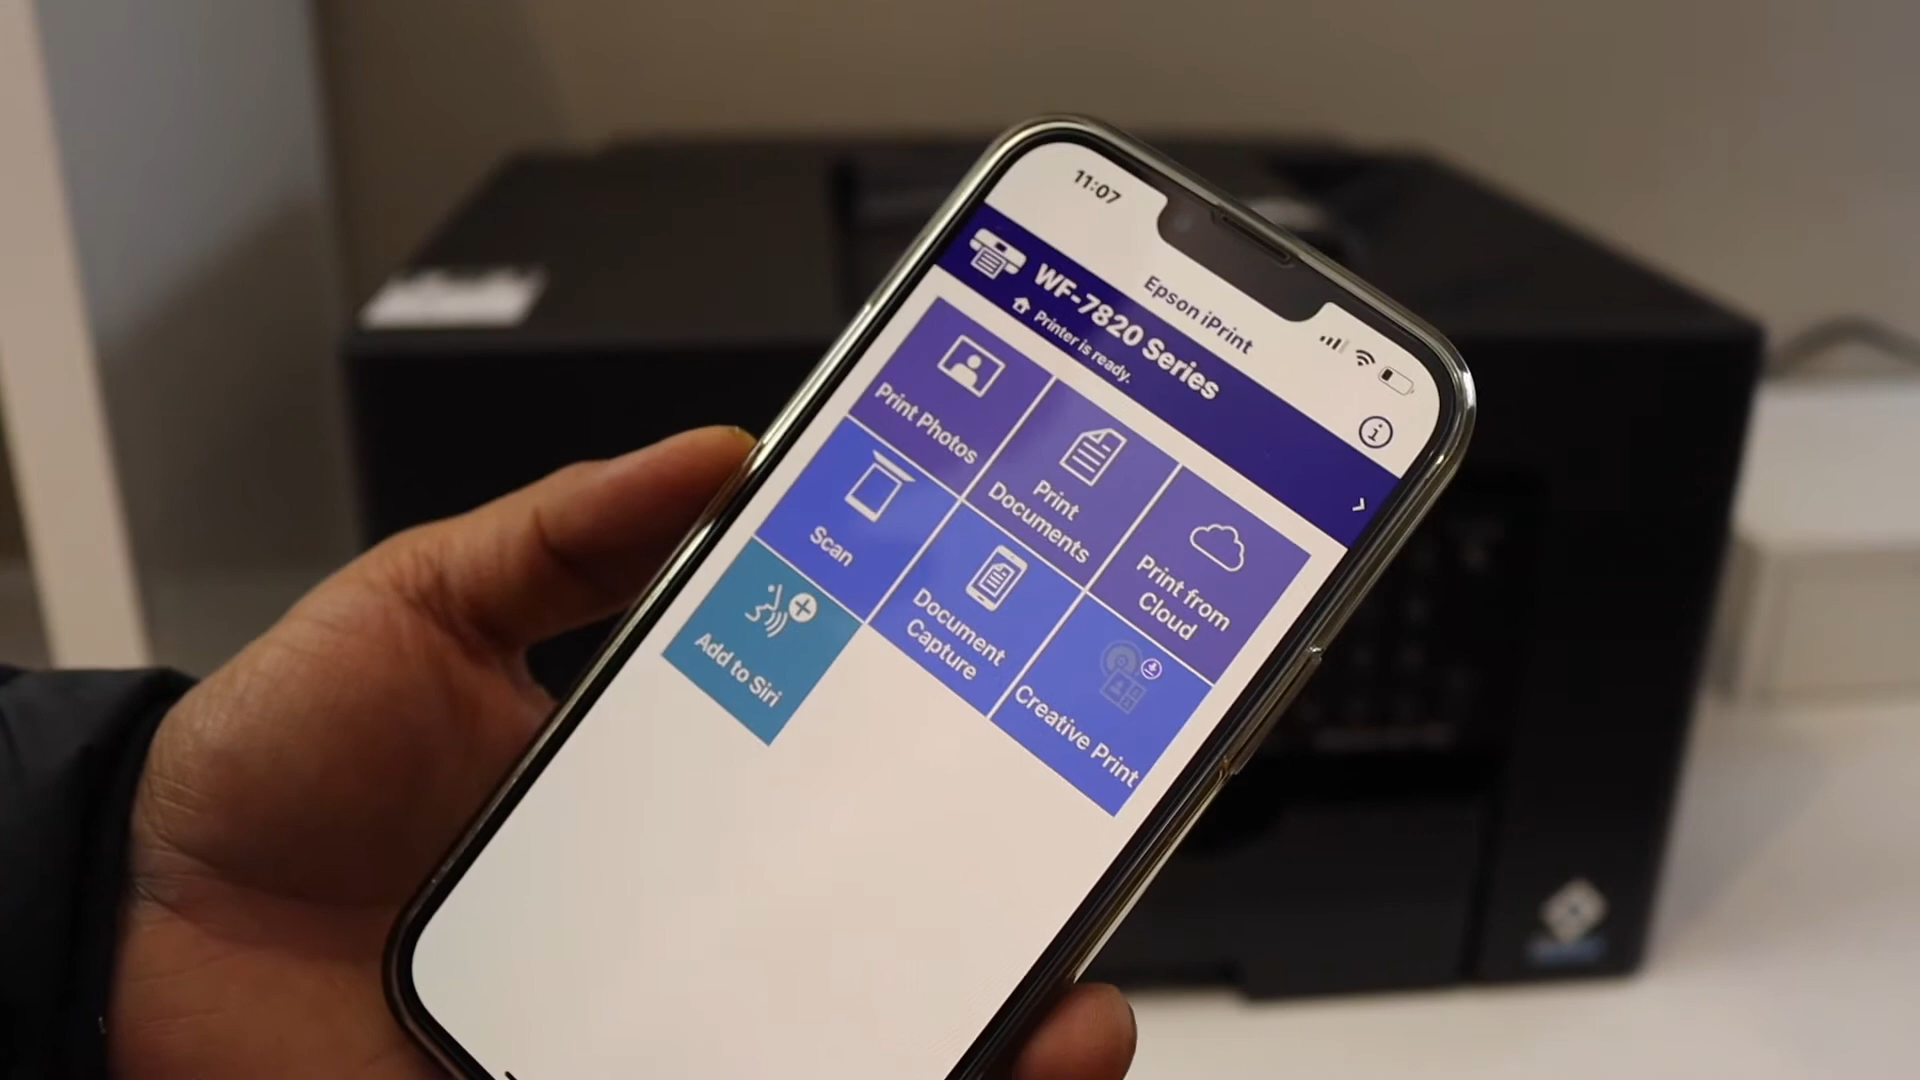 11:07
Epson iPrint
WF-7820 Series
Printer is ready.
Print Photos
Print
Documents
Print from
Cloud
Scan
Document
Capture
Creative Print
Add to Siri